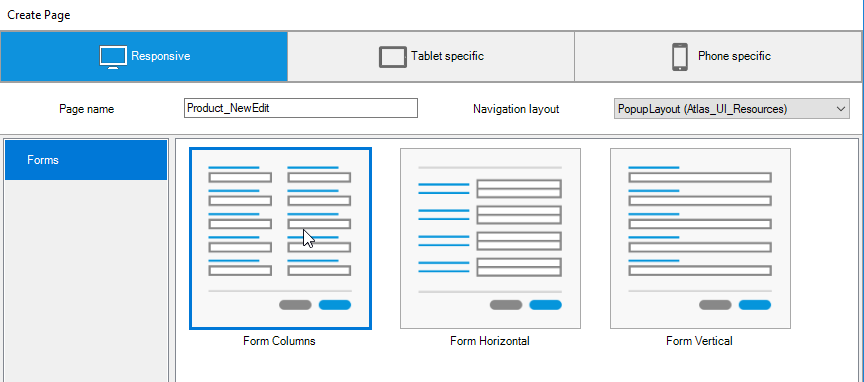 Create Page
Responsive
Tablet specific
Phone specific
Page name
Product_NewEdit
Navigation layout
PopupLayout (Atlas_UI_Resources)
Forms
Form Columns
Form Horizontal
Form Vertical